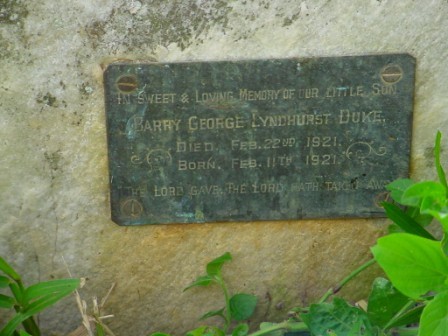 IN SWEET & LOVING MEMORY OF OUR LITTLE SON
BARRY GEORGE LYNDHURST DUKE,
DIED. FEB. 22ND, 1921.
BORN. FEB. 11TH 1921.
THE LORD GAVE, THE LORD HATH TAKEN AWAY